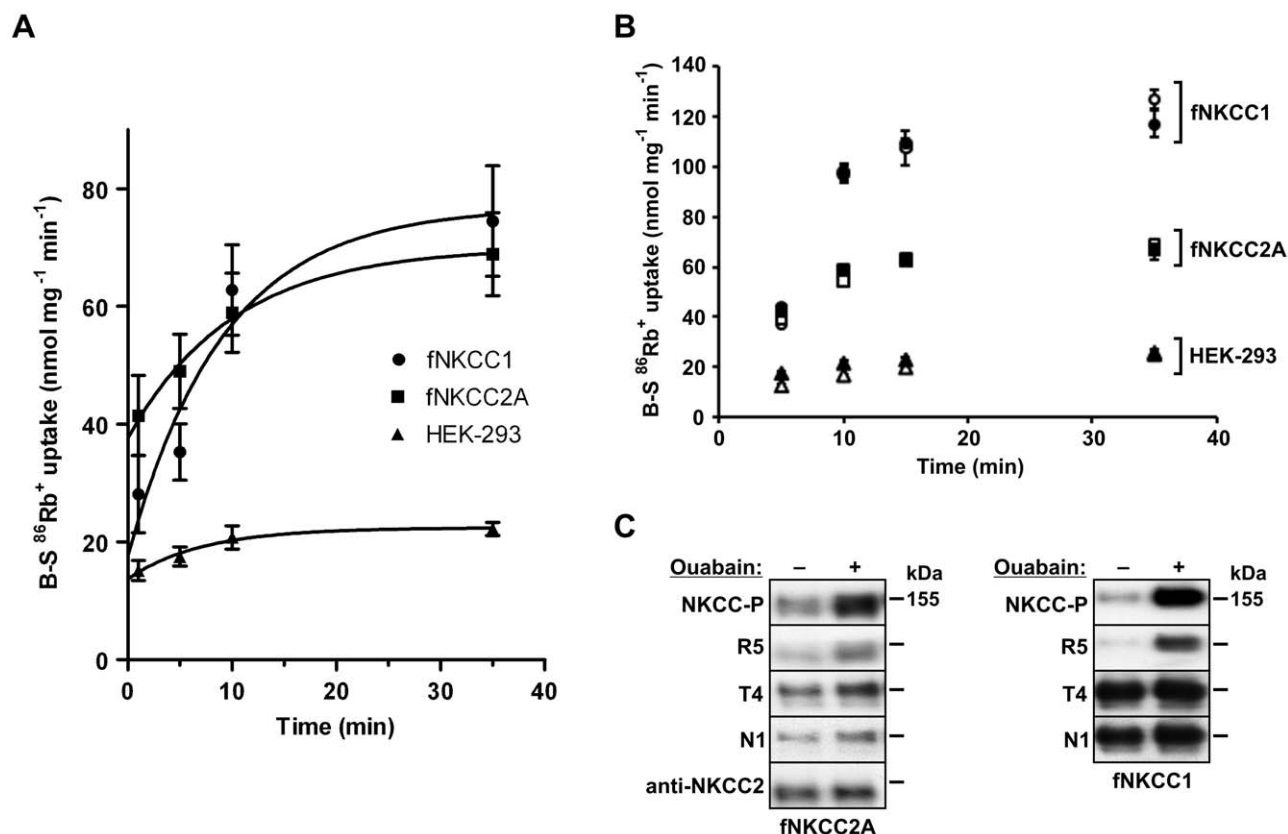 A
B-S ⁸⁶Rb⁺ uptake (nmol mg⁻¹ min⁻¹)
80
60
40
20
0
fNKCC1
fNKCC2A
HEK-293
0 10 20 30 40
Time (min)
B
B-S ⁸⁶Rb⁺ uptake (nmol mg⁻¹ min⁻¹)
140
120
100
80
60
40
20
0
fNKCC1
fNKCC2A
HEK-293
0 10 20 30 40
Time (min)
C
Ouabain: – + kDa
NKCC-P 155
R5
T4
N1
anti-NKCC2
fNKCC2A
Ouabain: – + kDa
NKCC-P 155
R5
T4
N1
fNKCC1